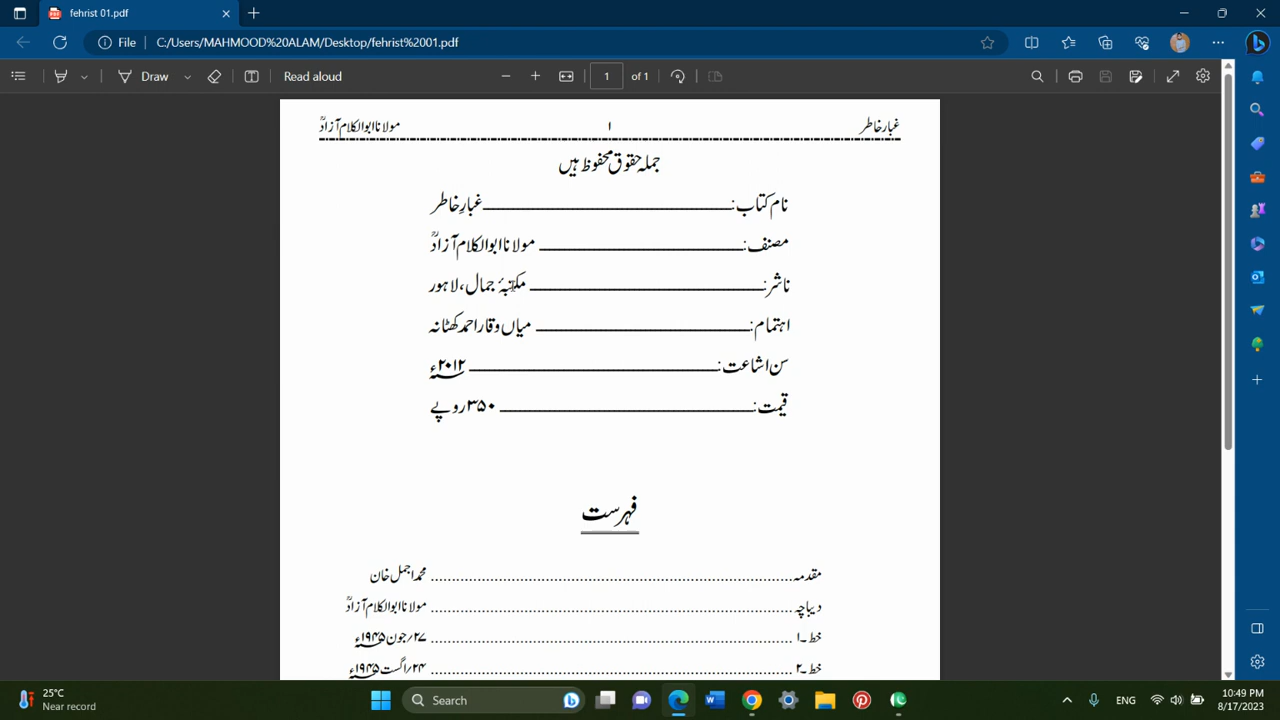 fehrist 01.pdf
File C:/Users/MAHMOOD%20ALAM/Desktop/fehrist%2001.pdf
Draw Read aloud 1 of 1
غبار خاطر ۱ مولانا ابوالکلام آزادؒ
جملہ حقوق محفوظ ہیں
نام کتاب: غبارِ خاطر
مصنف: مولانا ابوالکلام آزادؒ
ناشر: مکتبۂ جمال، لاہور
اہتمام: میاں وقار احمد کھٹانہ
سن اشاعت: ۲۰۱۲ء
قیمت: ۳۵۰ روپے
فہرست
مقدمہ محمد اجمل خان
دیباچہ مولانا ابوالکلام آزادؒ
خط۔۱ ۲۷؍جون ۱۹۴۵ء
خط۔۲ ۲۴؍اگست ۱۹۴۵ء
25°C
Near record
Search
ENG
10:49 PM
8/17/2023